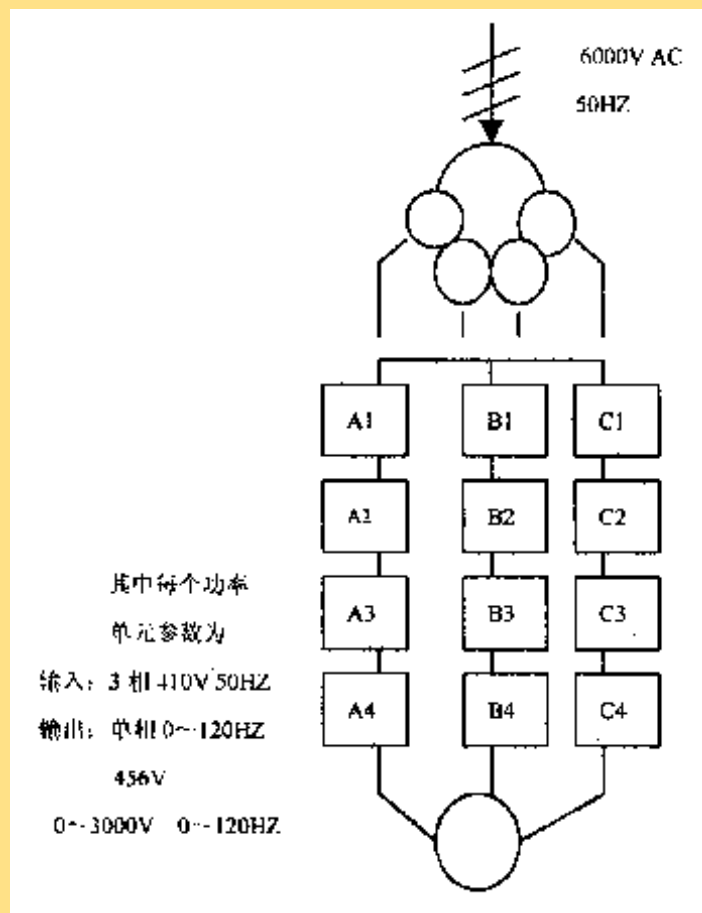 6000V AC
50HZ
A1 B1 C1
A2 B2 C2
A3 B3 C3
A4 B4 C4
其中每个功率
单元参数为
输入：3相410V 50HZ
输出：单相0～120HZ
456V
0～3000V 0～120HZ